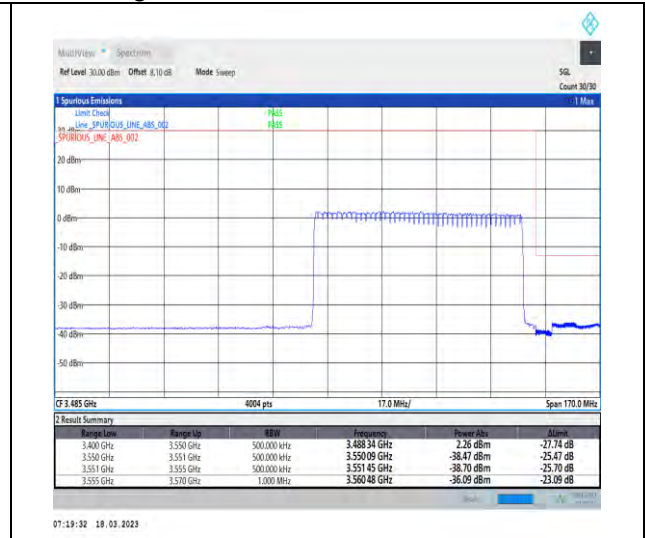 MultiView Spectrum
Ref Level 30.00 dBm Offset 8.10 dB Mode Sweep SGL
Count 30/30
1 Spurious Emissions 1 Max
Limit Check PASS
Line _SPURIOUS_LINE_ABS_002 PASS
_SPURIOUS_LINE_ABS_002
20 dBm
10 dBm
0 dBm
-10 dBm
-20 dBm
-30 dBm
-40 dBm
-50 dBm
CF 3.485 GHz 4004 pts 17.0 MHz/ Span 170.0 MHz
2 Result Summary
Range Low Range Up RBW Frequency Power Abs ΔLimit
3.400 GHz 3.550 GHz 500.000 kHz 3.488 34 GHz 2.26 dBm -27.74 dB
3.550 GHz 3.551 GHz 500.000 kHz 3.550 09 GHz -38.47 dBm -25.47 dB
3.551 GHz 3.555 GHz 500.000 kHz 3.551 45 GHz -38.70 dBm -25.70 dB
3.555 GHz 3.570 GHz 1.000 MHz 3.560 48 GHz -36.09 dBm -23.09 dB
07:19:32 18.03.2023